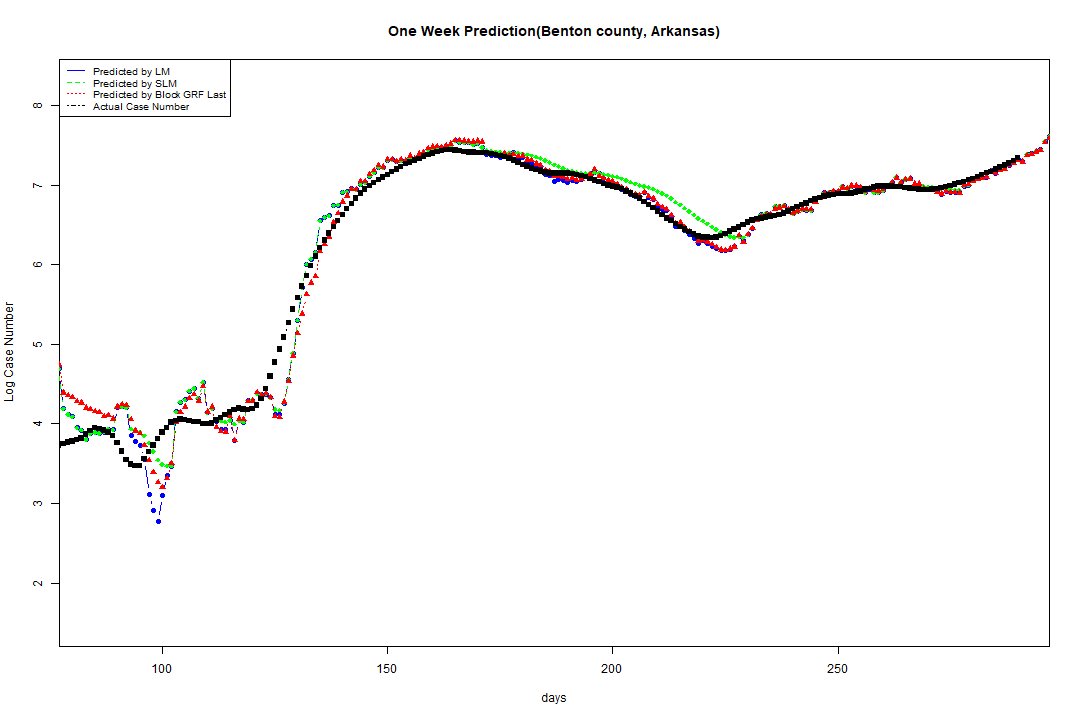 One Week Prediction(Benton county, Arkansas)
Predicted by LM
Predicted by SLM
Predicted by Block GRF Last
Actual Case Number
8
7
6
5
4
3
2
Log Case Number
100 150 200 250
days